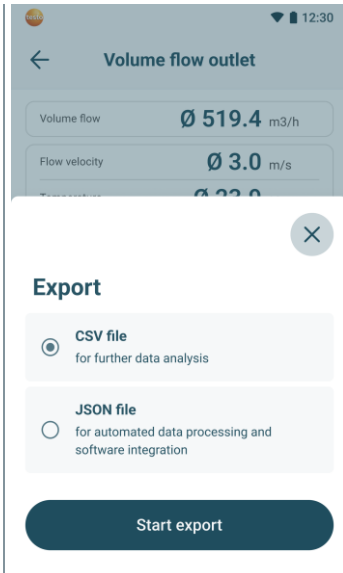 testo
12:30
Volume flow outlet
Volume flow Ø 519.4 m3/h
Flow velocity Ø 3.0 m/s
Export
CSV file
for further data analysis
JSON file
for automated data processing and
software integration
Start export